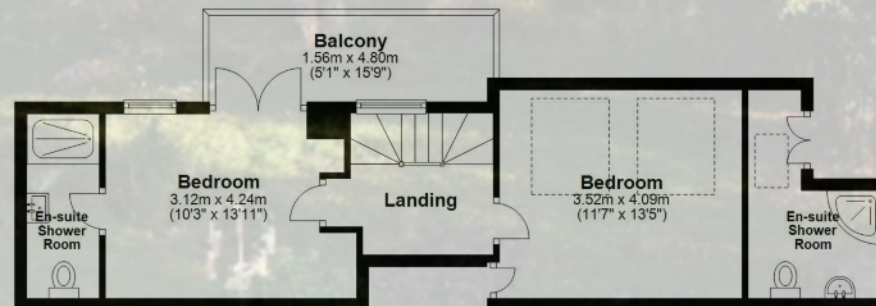 Balcony
1.56m x 4.80m
(5'1" x 15'9")
Bedroom
3.12m x 4.24m
(10'3" x 13'11")
Landing
Bedroom
3.52m x 4.09m
(11'7" x 13'5")
En-suite
Shower
Room
En-suite
Shower
Room